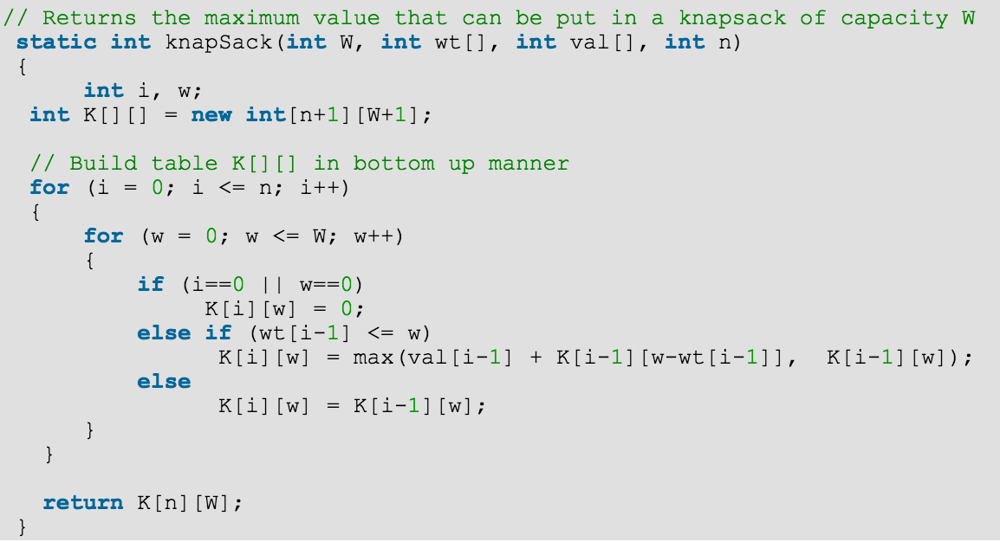 // Returns the maximum value that can be put in a knapsack of capacity W
static int knapSack(int W, int wt[], int val[], int n)
{
int i, w;
int K[][] = new int[n+1][W+1];
// Build table K[][] in bottom up manner
for (i = 0; i <= n; i++)
{
for (w = 0; w <= W; w++)
{
if (i==0 || w==0)
K[i][w] = 0;
else if (wt[i-1] <= w)
K[i][w] = max(val[i-1] + K[i-1][w-wt[i-1]], K[i-1][w]);
else
K[i][w] = K[i-1][w];
}
}
return K[n][W];
}